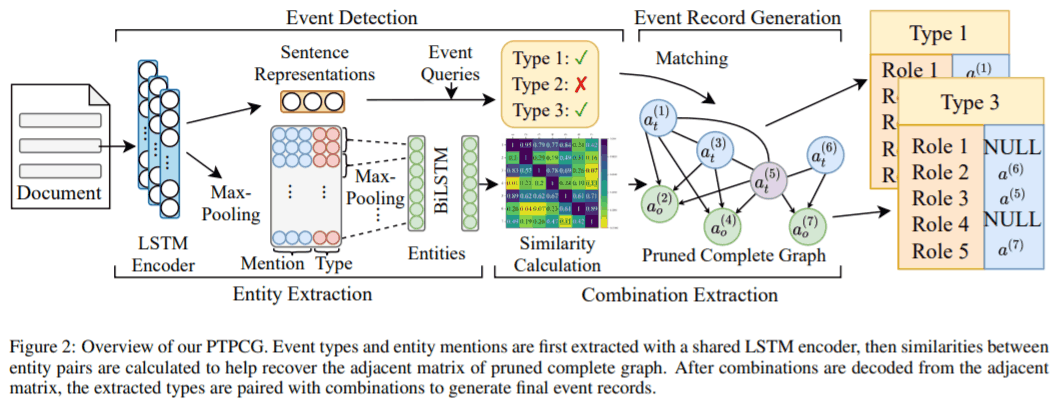 Event Detection
Event Record Generation
Document
LSTM
Encoder
Sentence
Representations
Event
Queries
Max-
Pooling
Mention
Type
Max-
Pooling
BiLSTM
Entities
Entity Extraction
Type 1: ✓
Type 2: ✗
Type 3: ✓
Similarity
Calculation
Combination Extraction
Matching
a_t^(1)
a_t^(3)
a_t^(6)
a_t^(5)
a_o^(2)
a_o^(4)
a_o^(7)
Pruned Complete Graph
Type 1
Role 1 a^(1)
Type 3
Role 1 NULL
Role 2 a^(6)
Role 3 a^(5)
Role 4 NULL
Role 5 a^(7)
Figure 2: Overview of our PTPCG. Event types and entity mentions are first extracted with a shared LSTM encoder, then similarities between
entity pairs are calculated to help recover the adjacent matrix of pruned complete graph. After combinations are decoded from the adjacent
matrix, the extracted types are paired with combinations to generate final event records.